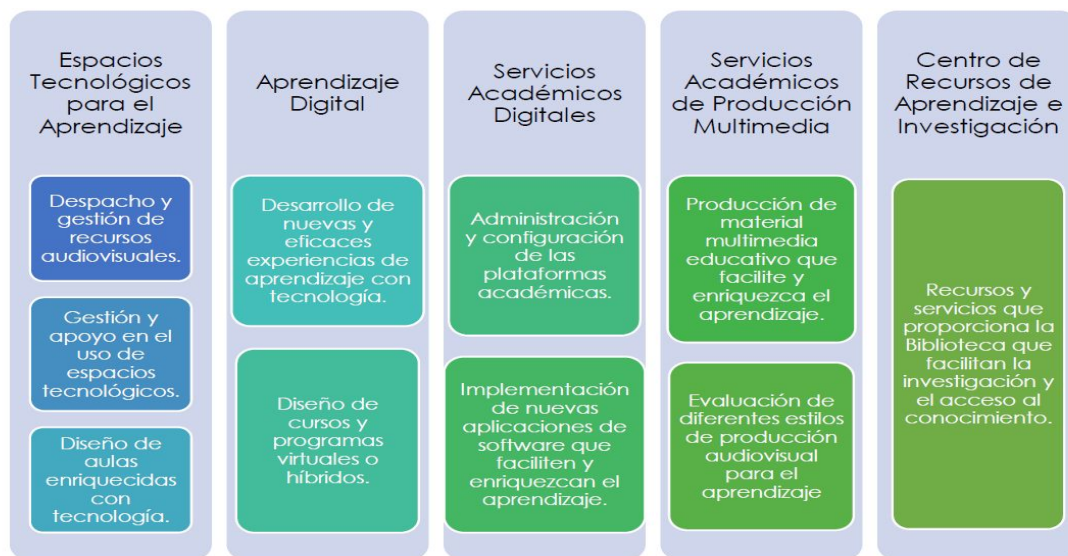 Espacios
Tecnológicos
para el
Aprendizaje
Despacho y
gestión de
recursos
audiovisuales.
Gestión y
apoyo en el
uso de
espacios
tecnológicos.
Diseño de
aulas
enriquecidas
con
tecnología.
Aprendizaje
Digital
Desarrollo de
nuevas y
eficaces
experiencias de
aprendizaje con
tecnología.
Diseño de
cursos y
programas
virtuales o
híbridos.
Servicios
Académicos
Digitales
Administración
y configuración
de las
plataformas
académicas.
Implementación
de nuevas
aplicaciones de
software que
faciliten y
enriquezcan el
aprendizaje.
Servicios
Académicos
de Producción
Multimedia
Producción de
material
multimedia
educativo que
facilite y
enriquezca el
aprendizaje.
Evaluación de
diferentes estilos
de producción
audiovisual
para el
aprendizaje
Centro de
Recursos de
Aprendizaje e
Investigación
Recursos y
servicios que
proporciona la
Biblioteca que
facilitan la
investigación y
el acceso al
conocimiento.